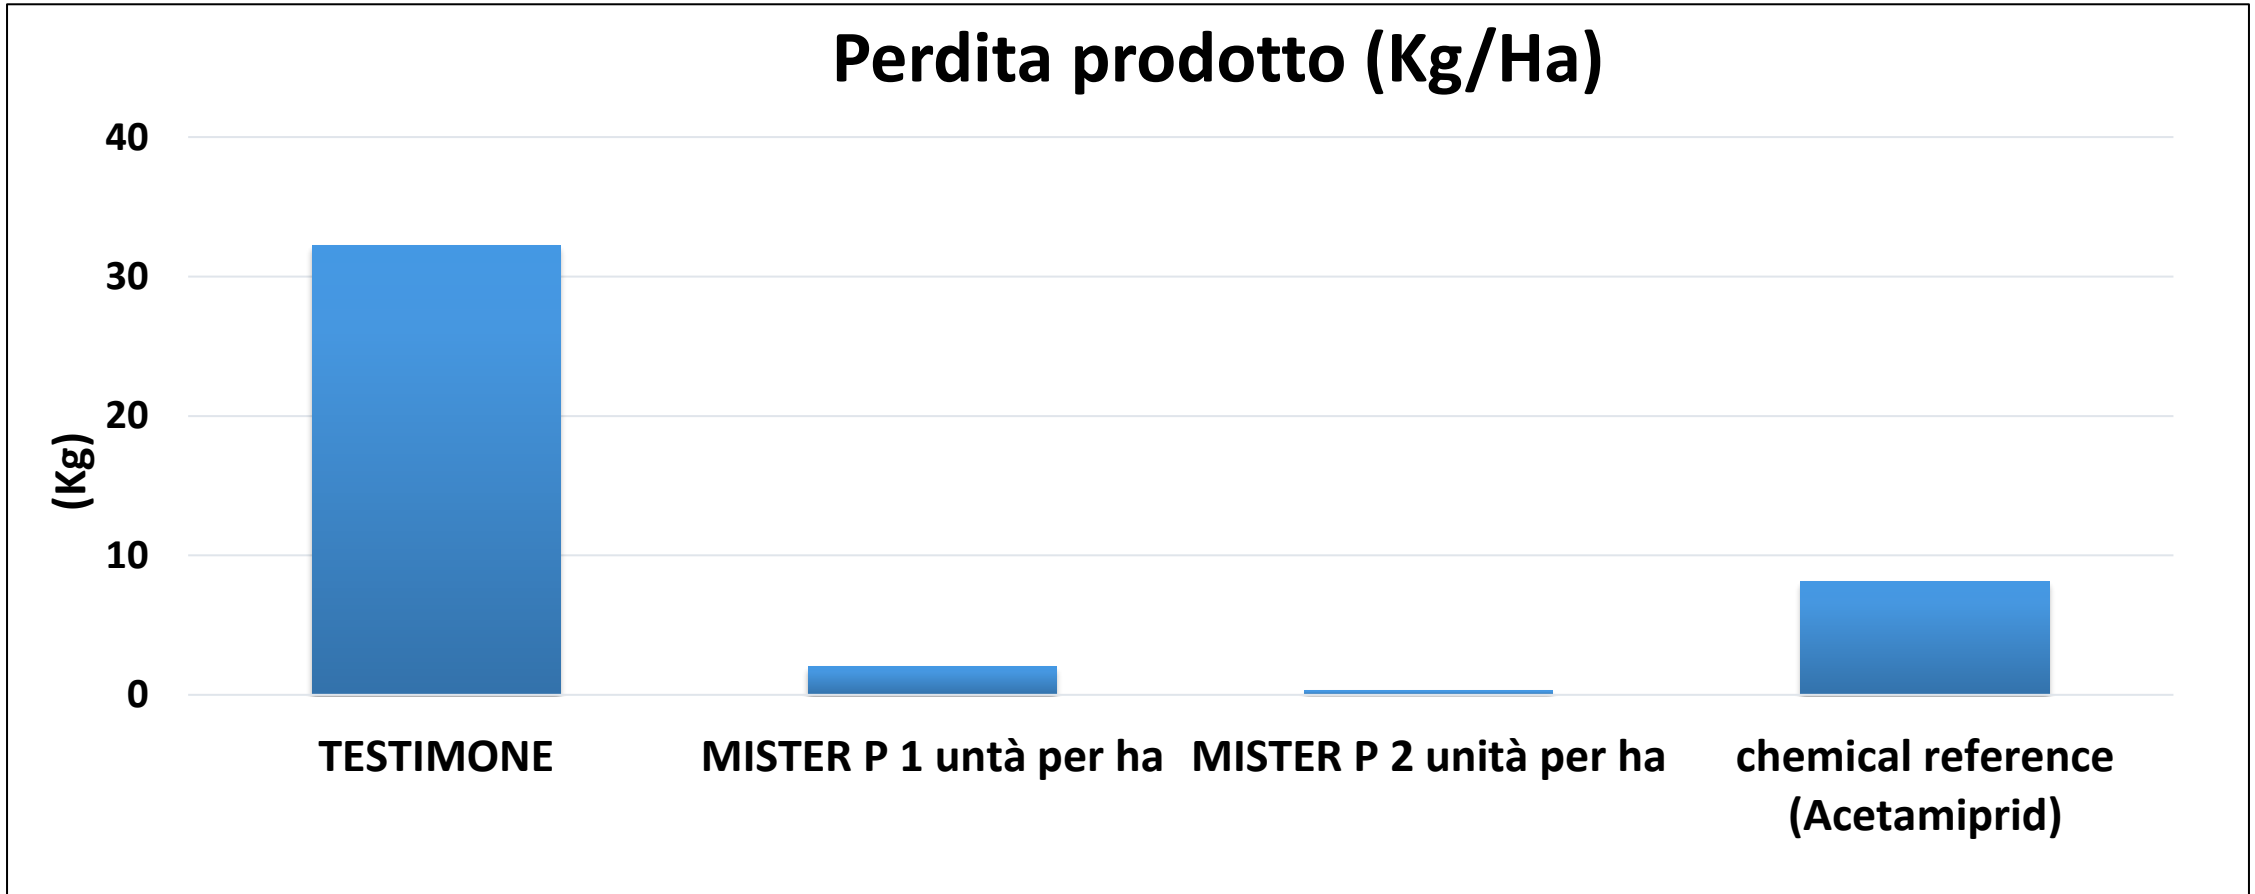 Perdita prodotto (Kg/Ha)
40
30
20
10
0
(Kg)
TESTIMONE
MISTER P 1 untà per ha
MISTER P 2 unità per ha
chemical reference
(Acetamiprid)